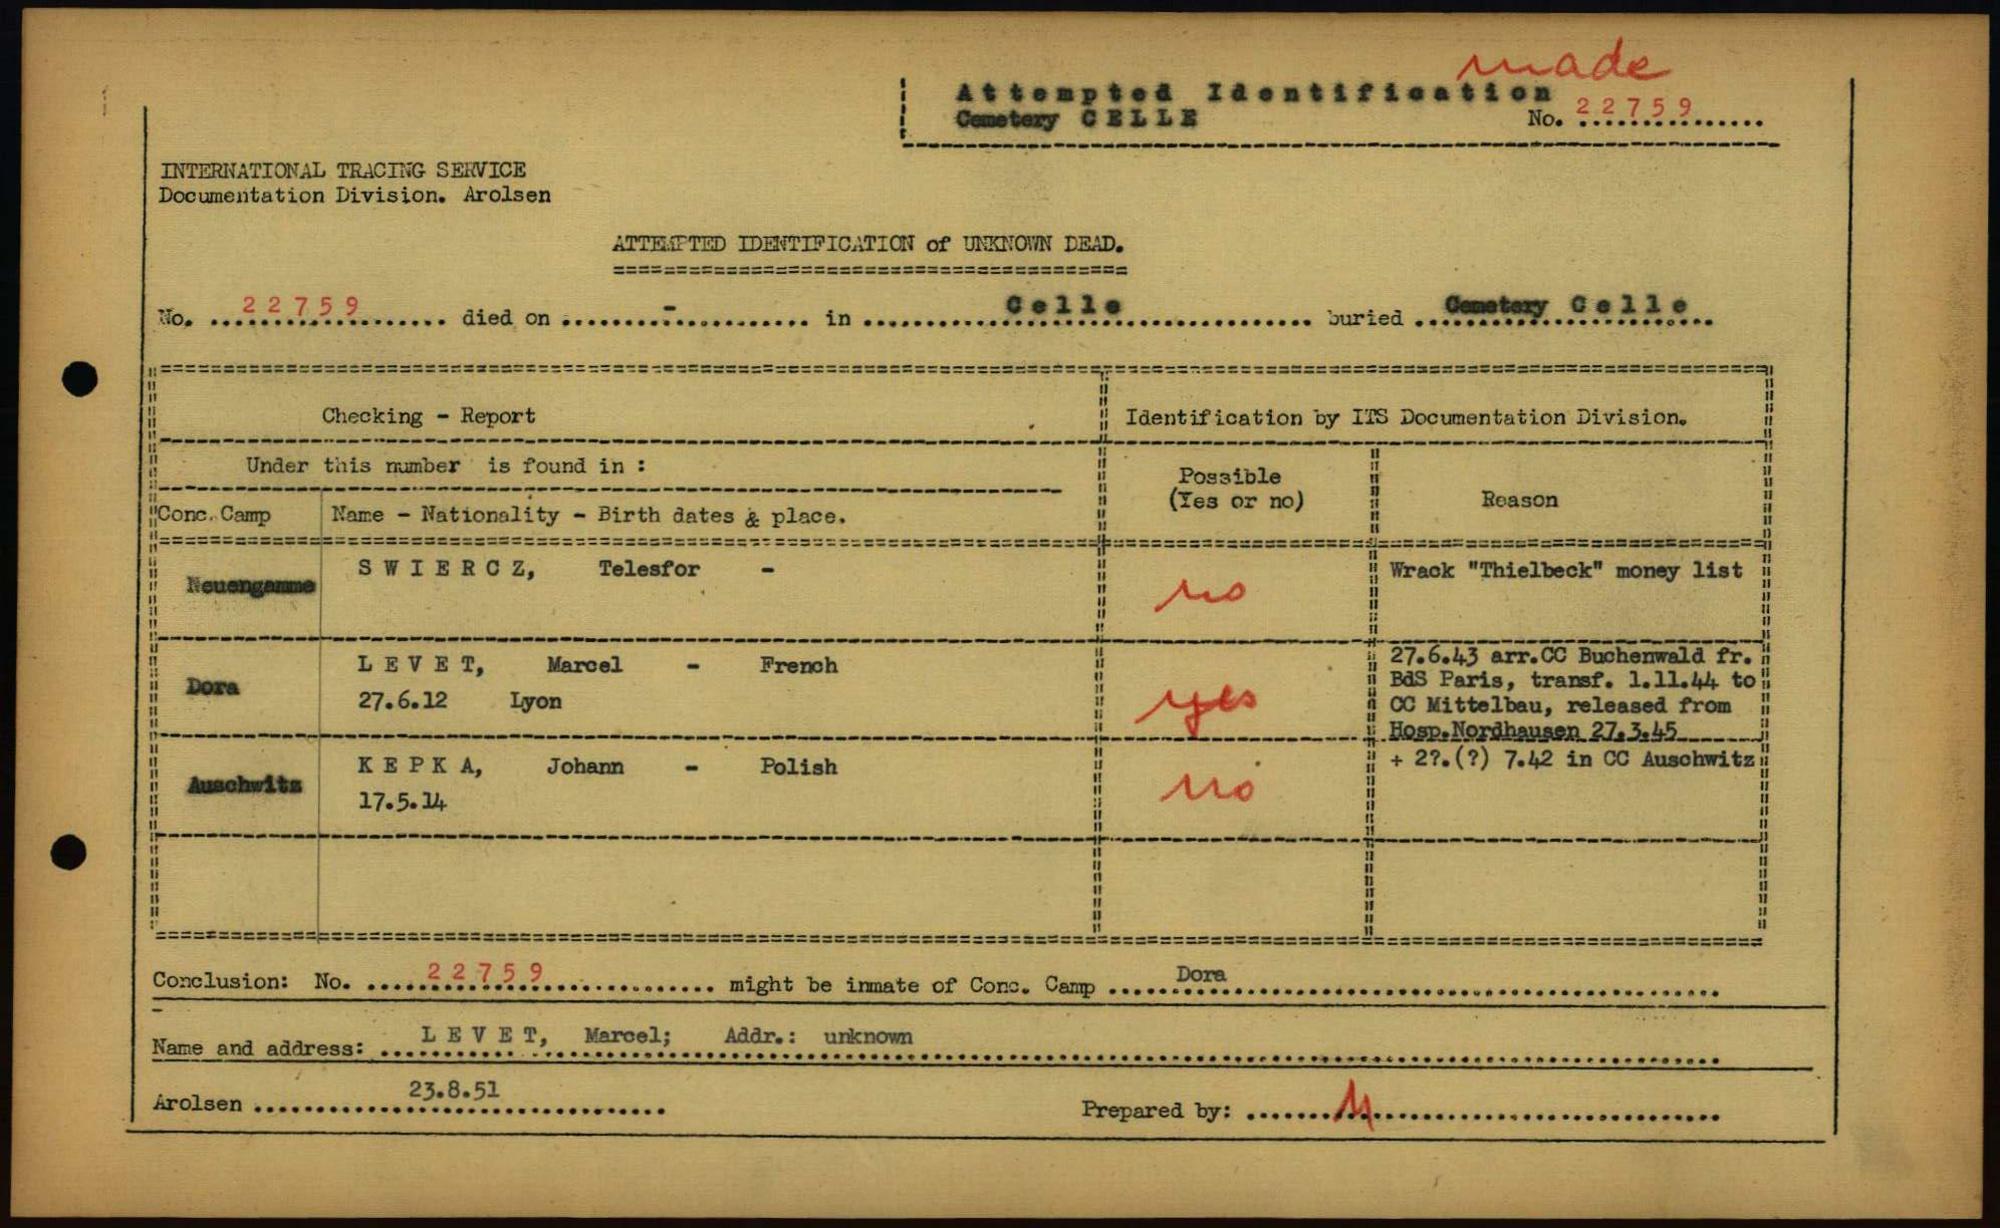 made
Attempted Identification
Cemetery CELLE
No. 22759
INTERNATIONAL TRACING SERVICE
Documentation Division. Arolsen
ATTEMPTED IDENTIFICATION of UNKNOWN DEAD.
No. 22759 died on - in Celle buried Cemetery Celle
Checking - Report
Identification by ITS Documentation Division.
Under this number is found in :
Possible
(Yes or no)
Reason
Conc. Camp
Name - Nationality - Birth dates & place.
Neuengamme
SWIERCZ, Telesfor -
no
Wrack "Thielbeck" money list
Dora
LEVET, Marcel - French
27.6.12 Lyon
yes
27.6.43 arr.CC Buchenwald fr.
BdS Paris, transf. 1.11.44 to
CC Mittelbau, released from
Hosp.Nordhausen 27.3.45
Auschwitz
KEPKA, Johann - Polish
17.5.14
no
+ 2?.(?) 7.42 in CC Auschwitz
Conclusion: No. 22759 might be inmate of Conc. Camp Dora
Name and address: LEVET, Marcel; Addr.: unknown
Arolsen 23.8.51
Prepared by: